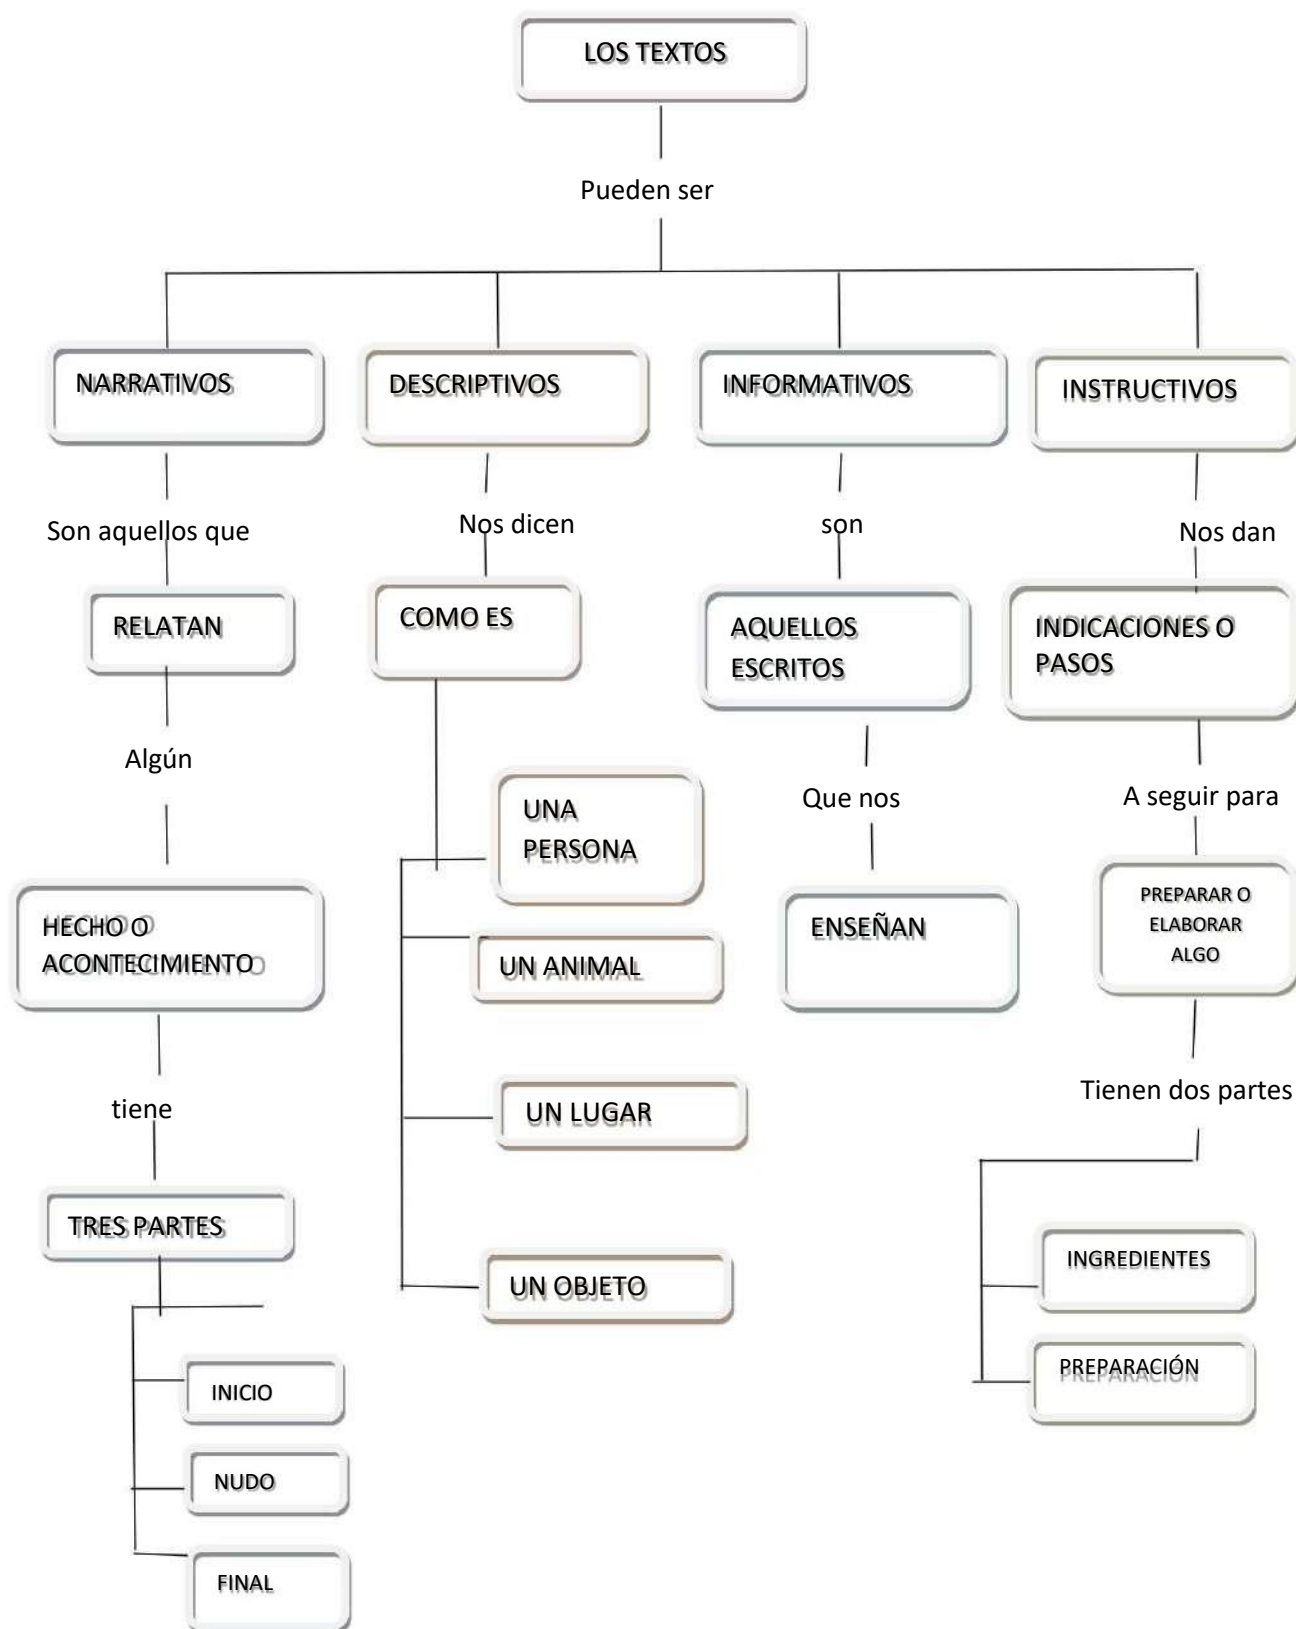 LOS TEXTOS
Pueden ser
NARRATIVOS
DESCRIPTIVOS
INFORMATIVOS
INSTRUCTIVOS
Son aquellos que
Nos dicen
son
Nos dan
RELATAN
COMO ES
AQUELLOS
ESCRITOS
INDICACIONES O
PASOS
Algún
UNA
PERSONA
Que nos
A seguir para
HECHO O
ACONTECIMIENTO
UN ANIMAL
ENSEÑAN
PREPARAR O
ELABORAR
ALGO
tiene
UN LUGAR
Tienen dos partes
TRES PARTES
UN OBJETO
INGREDIENTES
PREPARACIÓN
INICIO
NUDO
FINAL